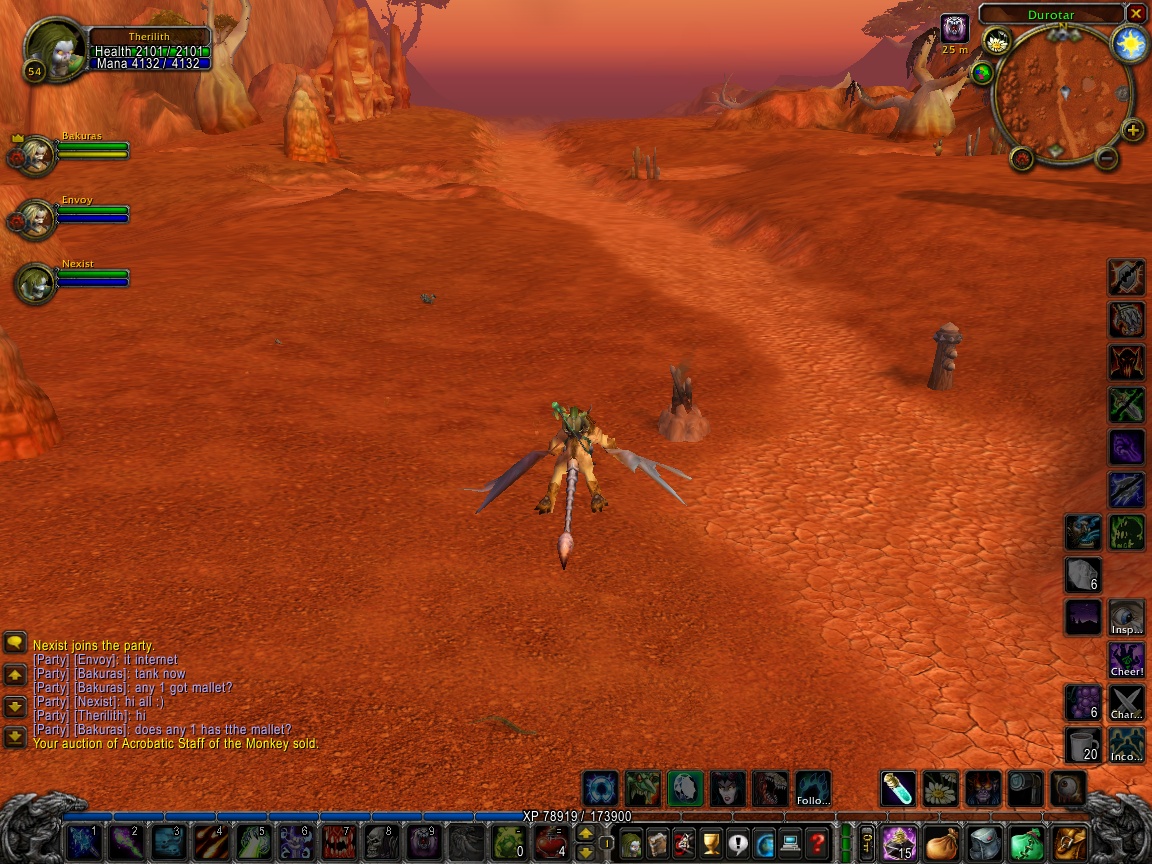 Therilith
Health 2101 / 2101
Mana 4132 / 4132
54
25 m
Durotar
N
Bakuras
Envoy
Nexist
6
Insp...
Cheer!
6
Char...
20
Inco...
Nexist joins the party.
[Party] [Envoy]: it internet
[Party] [Bakuras]: tank now
[Party] [Bakuras]: any 1 got mallet?
[Party] [Nexist]: hi all :)
[Party] [Therilith]: hi
[Party] [Bakuras]: does any 1 has tthe mallet?
Your auction of Acrobatic Staff of the Monkey sold.
Follo...
XP 78919 / 173900
1
2
3
4
5
6
7
8
9
-
0
=
4
1
15